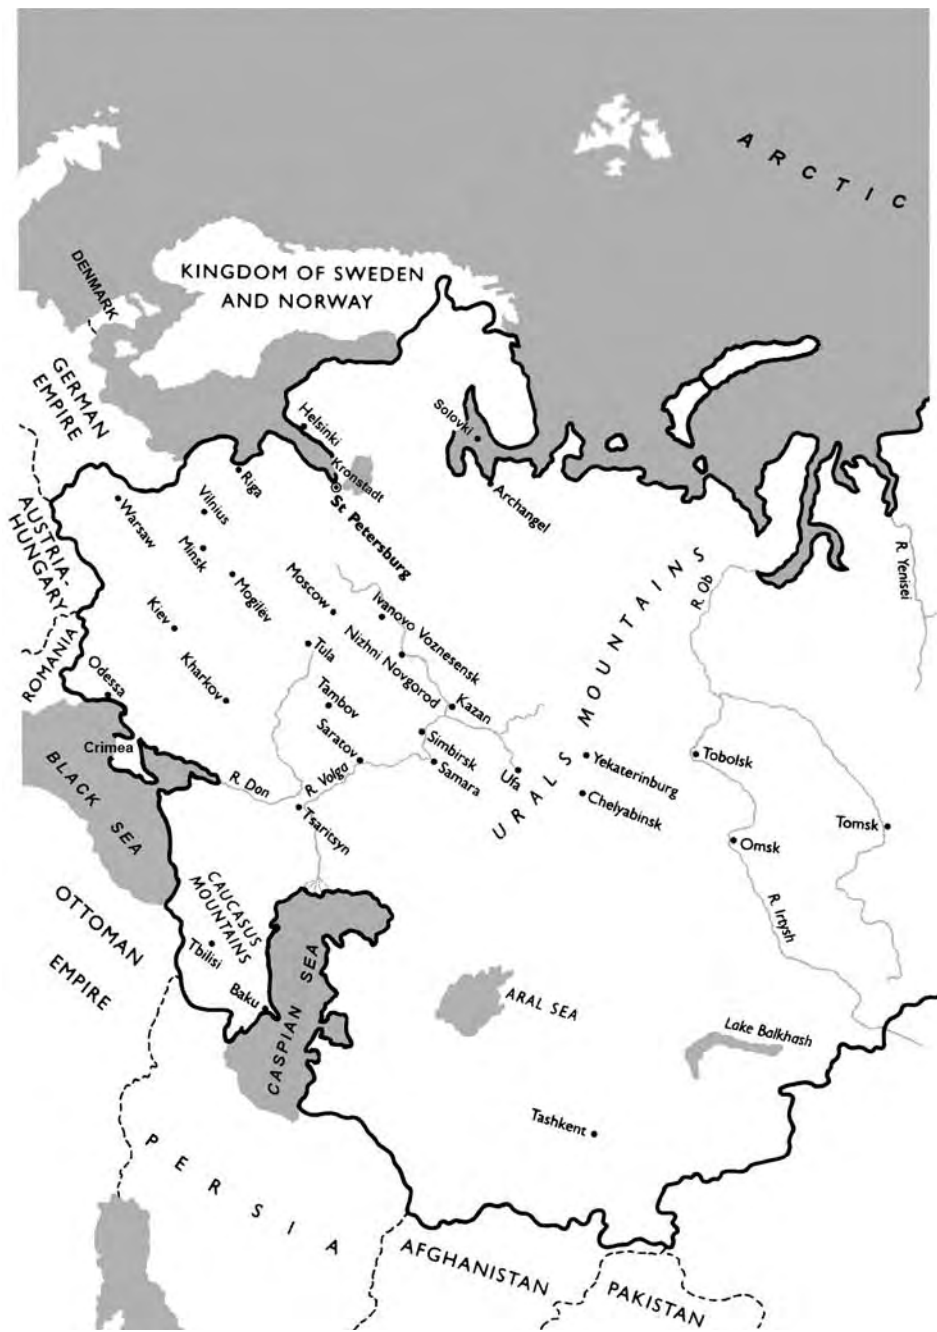 ARCTIC
KINGDOM OF SWEDEN
AND NORWAY
DENMARK
GERMAN
EMPIRE
Helsinki
Solovki
Kronstadt
St Petersburg
Riga
Archangel
Vilnius
Warsaw
AUSTRIA-
HUNGARY
Minsk
Mogilëv
Moscow
Ivanovo Voznesensk
Nizhni Novgorod
URALS MOUNTAINS
R. Ob
R. Yenisei
Kiev
ROMANIA
Odessa
Kharkov
Tula
Tambov
Kazan
Saratov
Simbirsk
Samara
Ufa
Yekaterinburg
Chelyabinsk
Tobolsk
Tomsk
Omsk
R. Irtysh
Crimea
BLACK SEA
R. Don
R. Volga
Tsaritsyn
CAUCASUS
MOUNTAINS
OTTOMAN
EMPIRE
Tbilisi
Baku
CASPIAN SEA
ARAL SEA
Lake Balkhash
Tashkent
PERSIA
AFGHANISTAN
PAKISTAN